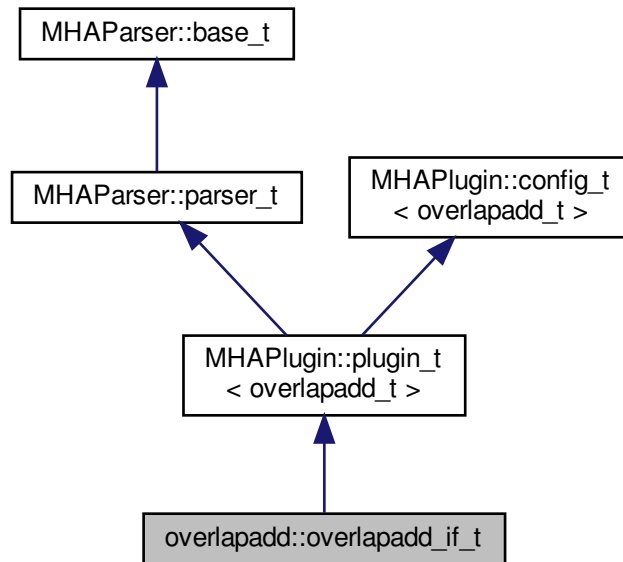 MHAParser::base_t
MHAParser::parser_t
MHAPlugin::config_t
< overlapadd_t >
MHAPlugin::plugin_t
< overlapadd_t >
overlapadd::overlapadd_if_t